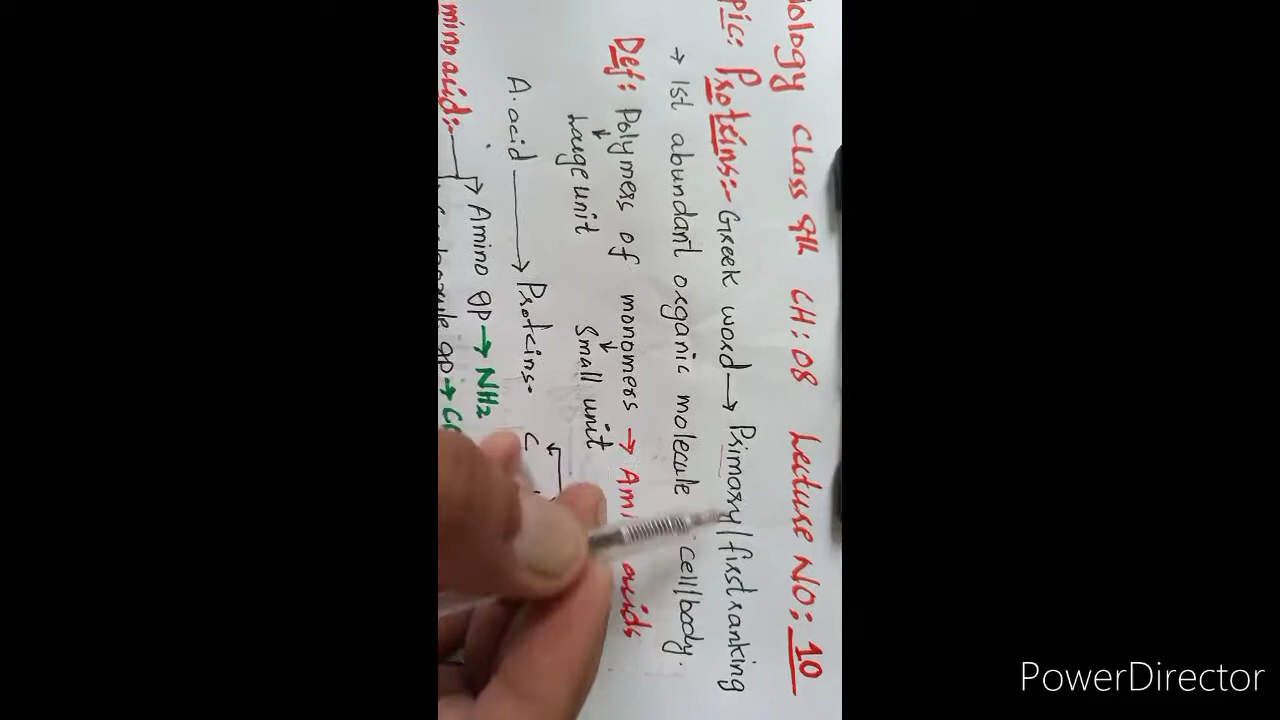 iology Class 9th CH: 08 Lecture NO: 10
pic: Proteins:- Greek word → Primary/first ranking
→ 1st abundant organic molecule cell/body.
Def: Polymers of monomers → acids
Large unit small unit
A.acid → Proteins. C
mino acid:- Amino gp → NH2
gp →
PowerDirector